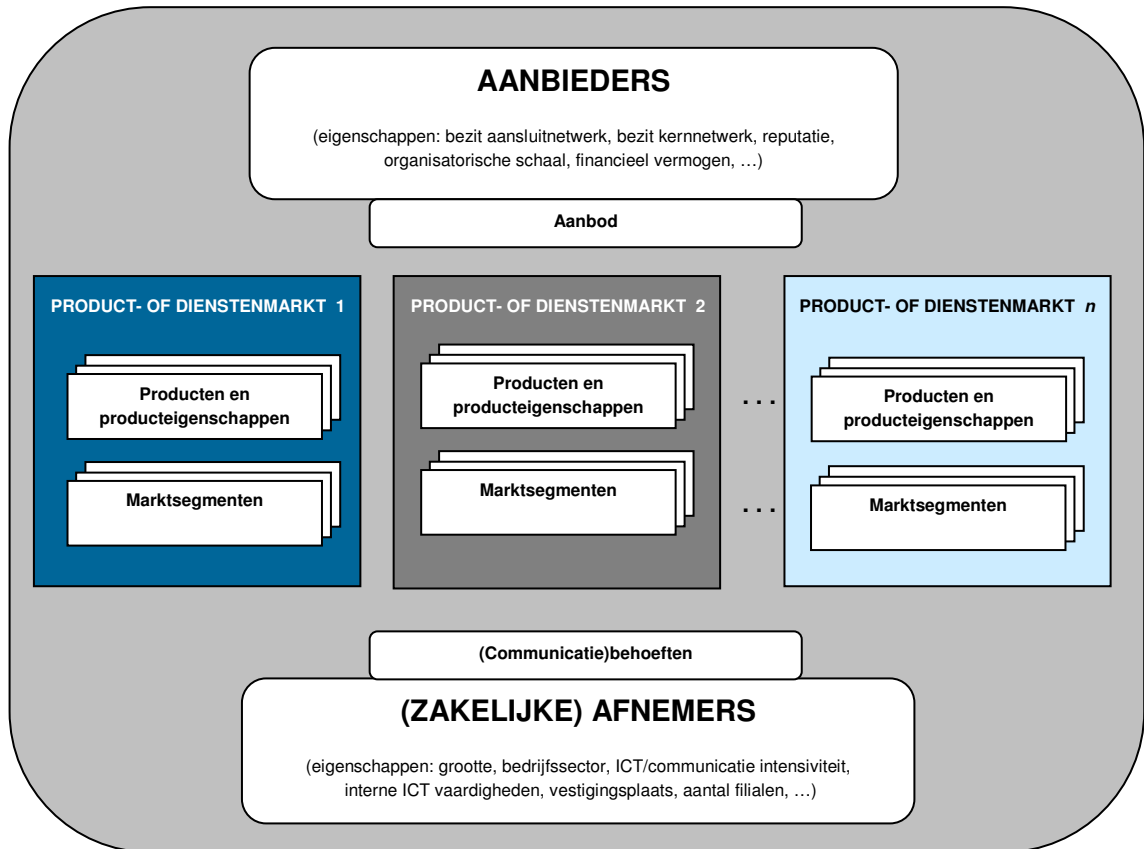 AANBIEDERS
(eigenschappen: bezit aansluitnetwerk, bezit kernnetwerk, reputatie,
organisatorische schaal, financieel vermogen, …)
Aanbod
PRODUCT- OF DIENSTENMARKT 1
Producten en
producteigenschappen
Marktsegmenten
PRODUCT- OF DIENSTENMARKT 2
Producten en
producteigenschappen
Marktsegmenten
. . .
. . .
PRODUCT- OF DIENSTENMARKT n
Producten en
producteigenschappen
Marktsegmenten
(Communicatie)behoeften
(ZAKELIJKE) AFNEMERS
(eigenschappen: grootte, bedrijfssector, ICT/communicatie intensiviteit,
interne ICT vaardigheden, vestigingsplaats, aantal filialen, …)